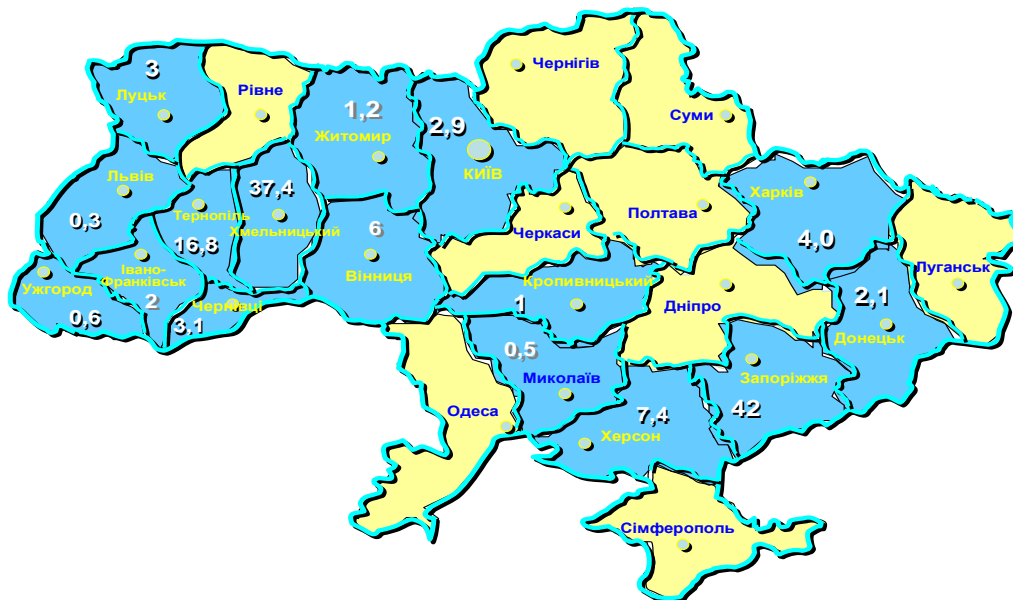 3
Луцьк
Рівне
1,2
Житомир
2,9
КИЇВ
Чернігів
Суми
Львів
0,3
Тернопіль
16,8
37,4
Хмельницький
6
Вінниця
Черкаси
Полтава
Харків
4,0
Луганськ
Ужгород
0,6
Івано-
Франківськ
2
Чернівці
3,1
Кропивницький
1
Дніпро
2,1
Донецьк
0,5
Миколаїв
Запоріжжя
42
Одеса
7,4
Херсон
Сімферополь